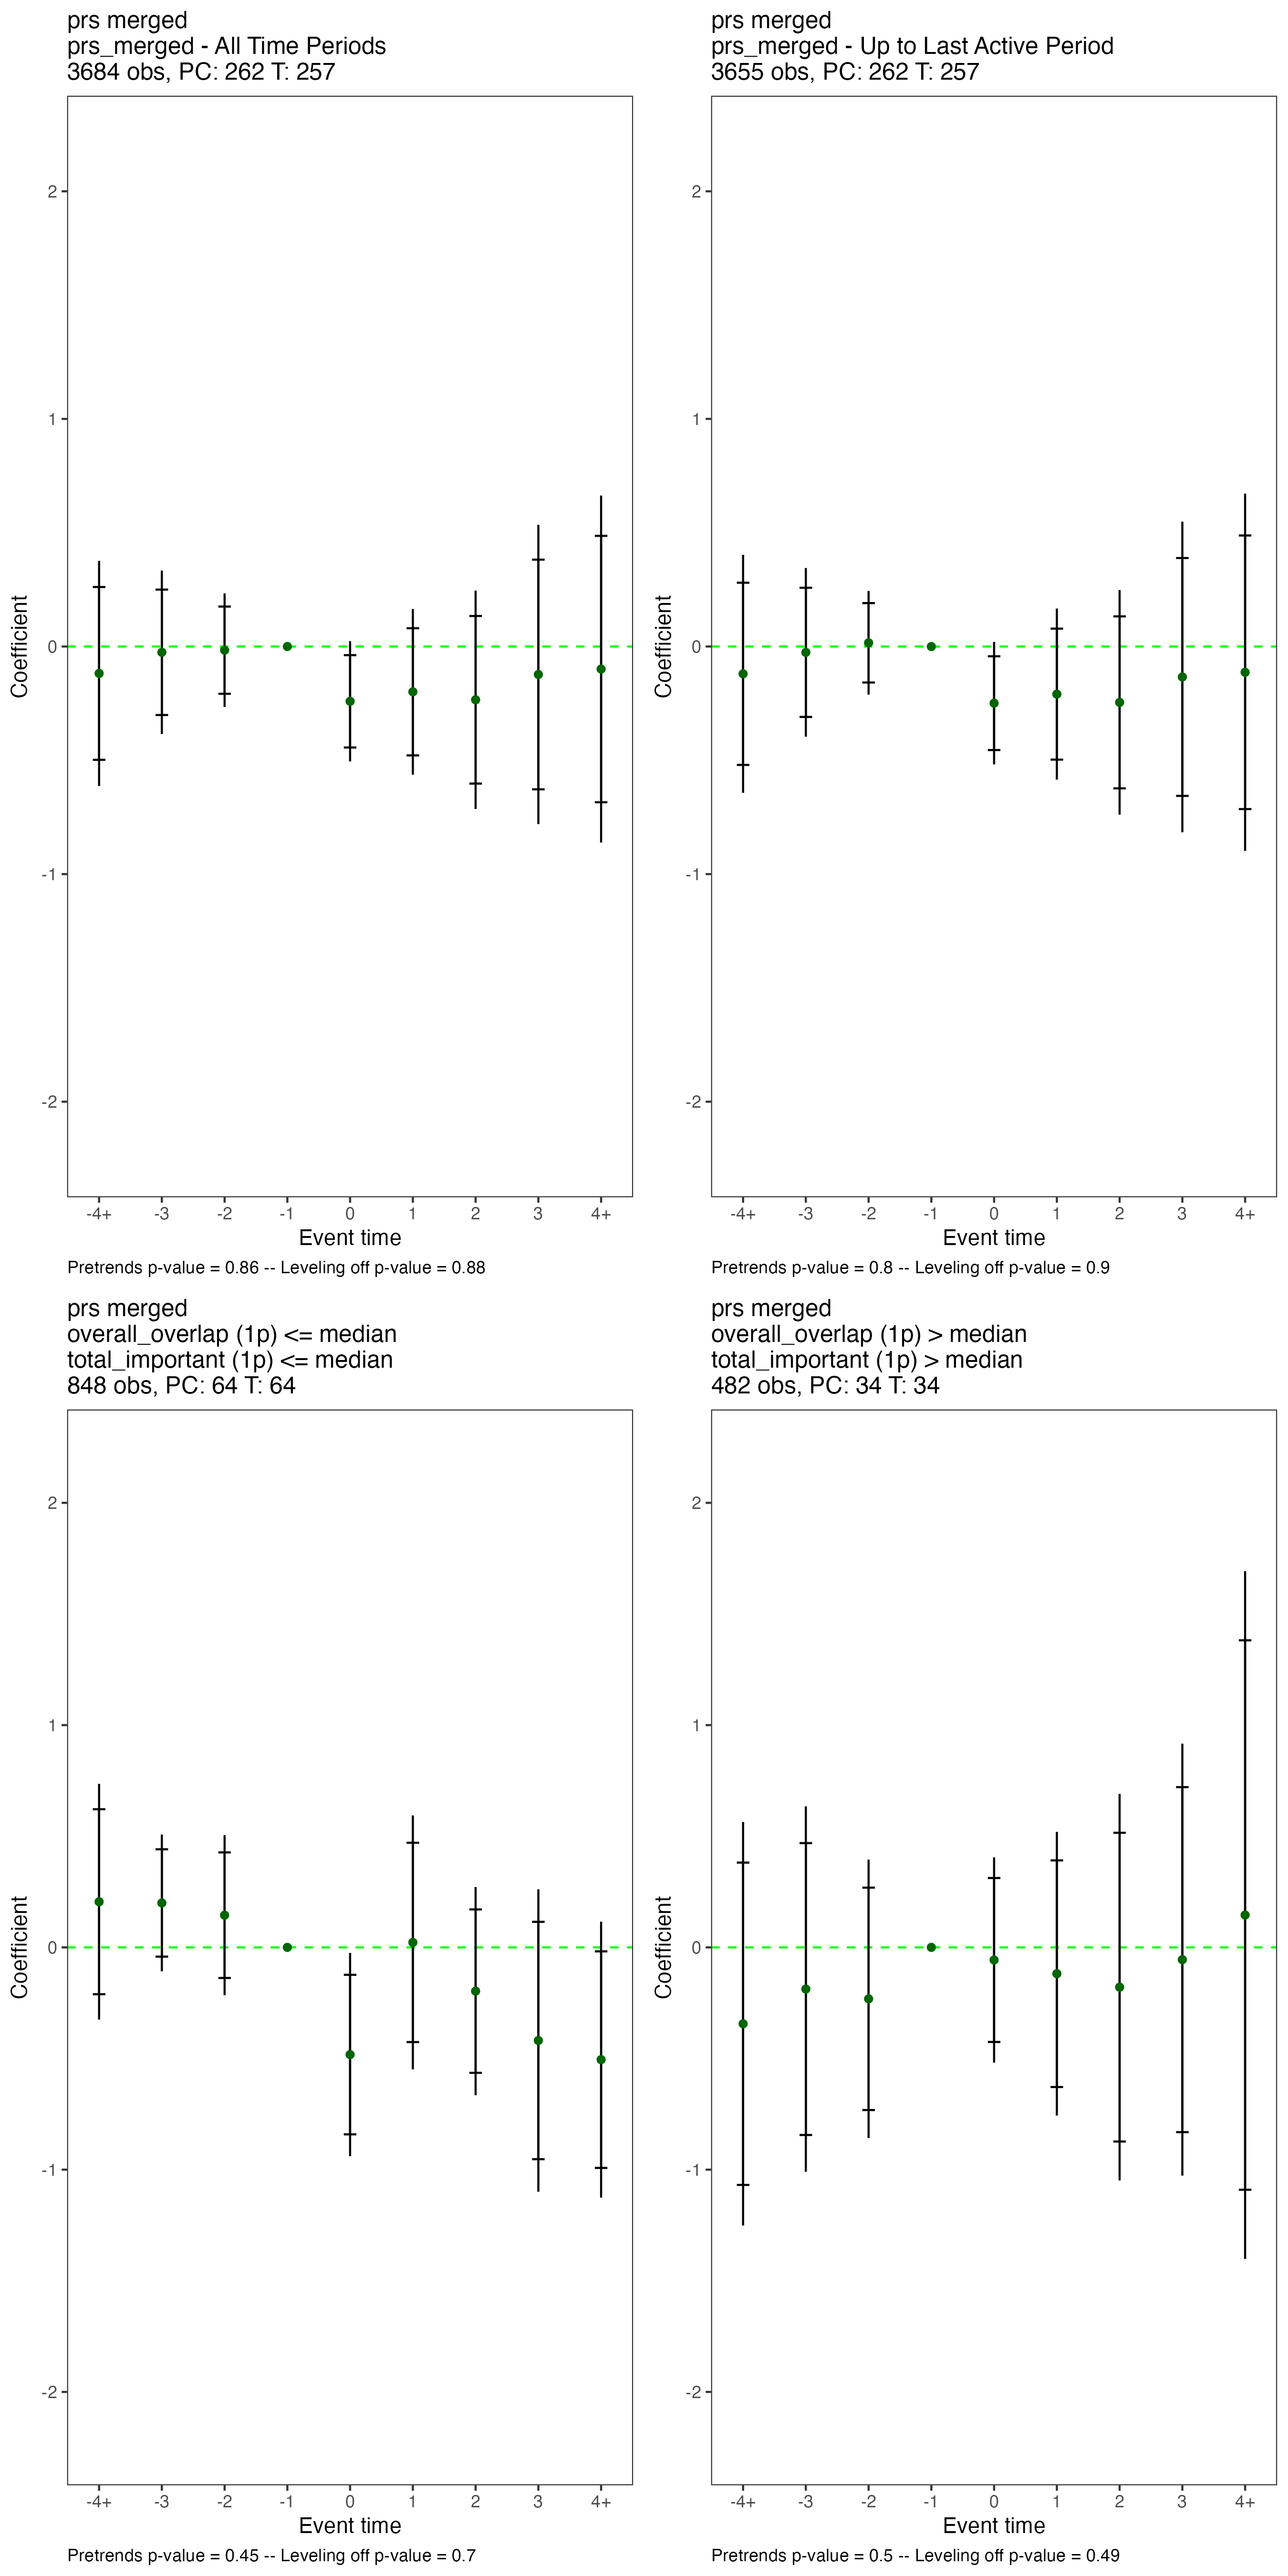 prs merged
prs_merged - All Time Periods
3684 obs, PC: 262 T: 257
2
1
0
-1
-2
Coefficient
-4+ -3 -2 -1 0 1 2 3 4+
Event time
Pretrends p-value = 0.86 -- Leveling off p-value = 0.88
prs merged
prs_merged - Up to Last Active Period
3655 obs, PC: 262 T: 257
2
1
0
-1
-2
Coefficient
-4+ -3 -2 -1 0 1 2 3 4+
Event time
Pretrends p-value = 0.8 -- Leveling off p-value = 0.9
prs merged
overall_overlap (1p) <= median
total_important (1p) <= median
848 obs, PC: 64 T: 64
2
1
0
-1
-2
Coefficient
-4+ -3 -2 -1 0 1 2 3 4+
Event time
Pretrends p-value = 0.45 -- Leveling off p-value = 0.7
prs merged
overall_overlap (1p) > median
total_important (1p) > median
482 obs, PC: 34 T: 34
2
1
0
-1
-2
Coefficient
-4+ -3 -2 -1 0 1 2 3 4+
Event time
Pretrends p-value = 0.5 -- Leveling off p-value = 0.49